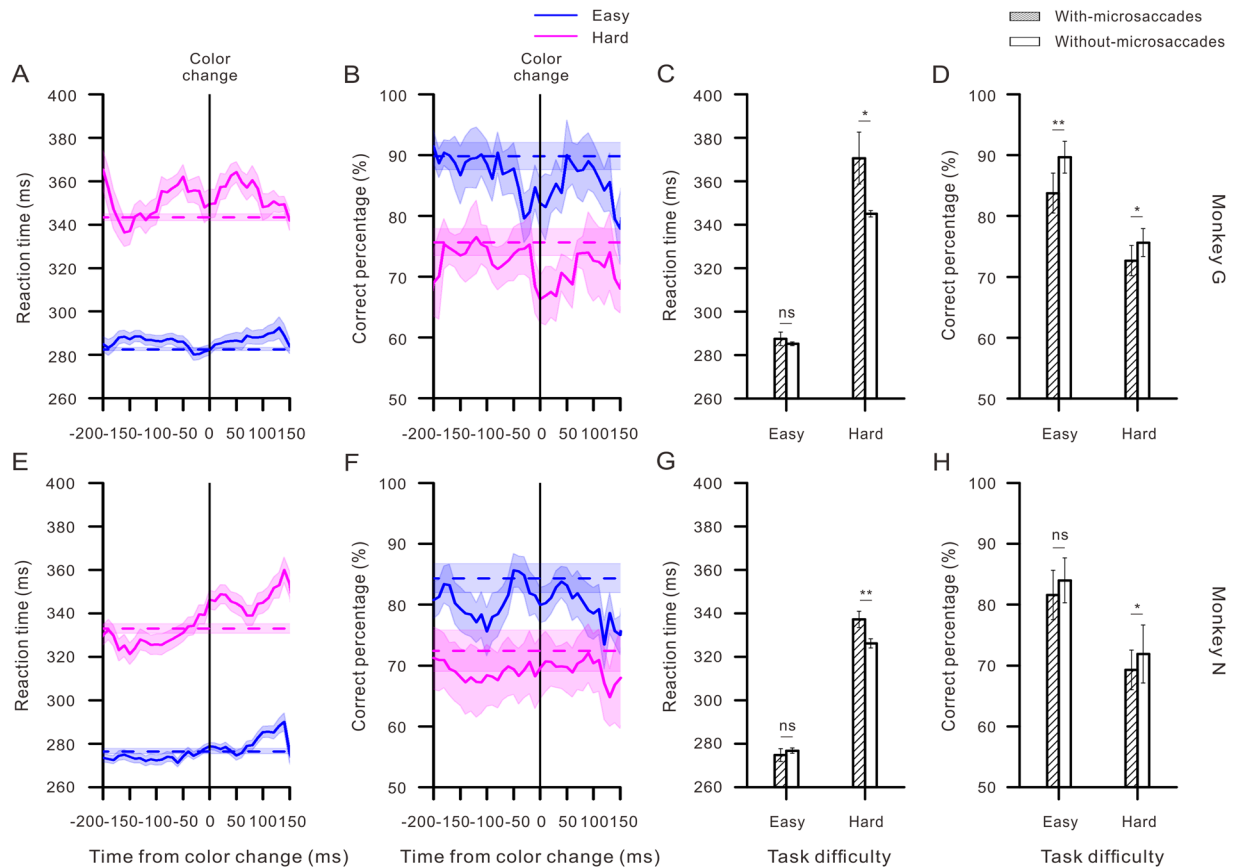 Easy
Hard
With-microsaccades
Without-microsaccades
A
Color
change
Reaction time (ms)
400
380
360
340
320
300
280
260
-200-150-100-50 0 50 100150
B
Color
change
Correct percentage (%)
100
90
80
70
60
50
-200-150-100-50 0 50 100150
C
Reaction time (ms)
400
380
360
340
320
300
280
260
ns
*
Easy Hard
D
Correct percentage (%)
100
90
80
70
60
50
**
*
Easy Hard
Monkey G
E
Reaction time (ms)
400
380
360
340
320
300
280
260
-200-150-100-50 0 50 100150
Time from color change (ms)
F
Correct percentage (%)
100
90
80
70
60
50
-200-150-100-50 0 50 100150
Time from color change (ms)
G
Reaction time (ms)
400
380
360
340
320
300
280
260
ns
**
Easy Hard
Task difficulty
H
Correct percentage (%)
100
90
80
70
60
50
ns
*
Easy Hard
Task difficulty
Monkey N